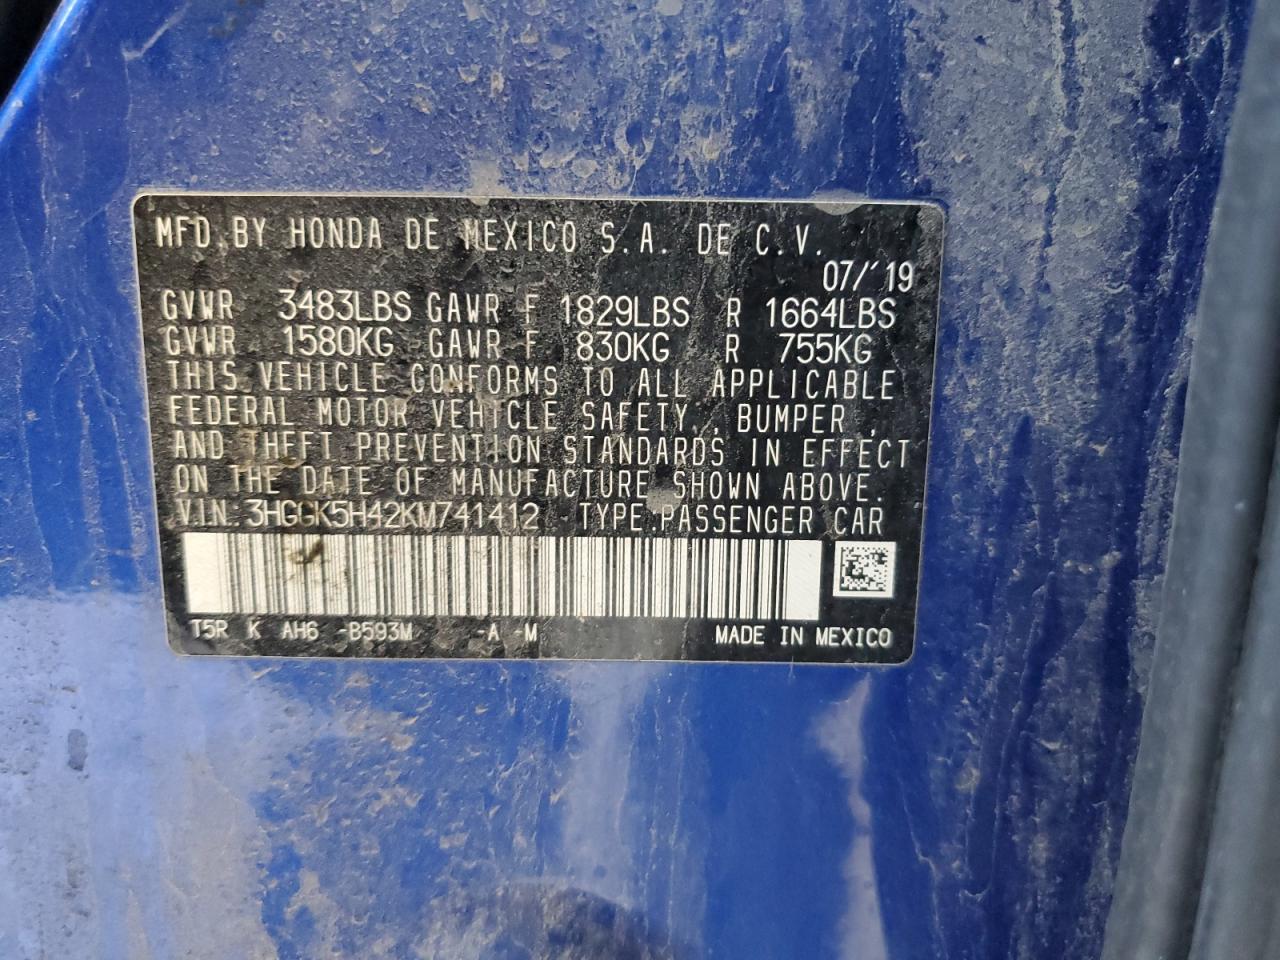 MFD.BY HONDA DE MEXICO S.A. DE C.V.
07/'19
GVWR 3483LBS GAWR F 1829LBS R 1664LBS
GVWR 1580KG GAWR F 830KG R 755KG
THIS VEHICLE CONFORMS TO ALL APPLICABLE
FEDERAL MOTOR VEHICLE SAFETY, BUMPER,
AND THEFT PREVENTION STANDARDS IN EFFECT
ON THE DATE OF MANUFACTURE SHOWN ABOVE.
V.I.N.:3HGGK5H42KM741412 TYPE:PASSENGER CAR
T5R K AH6 -B593M -A -M MADE IN MEXICO